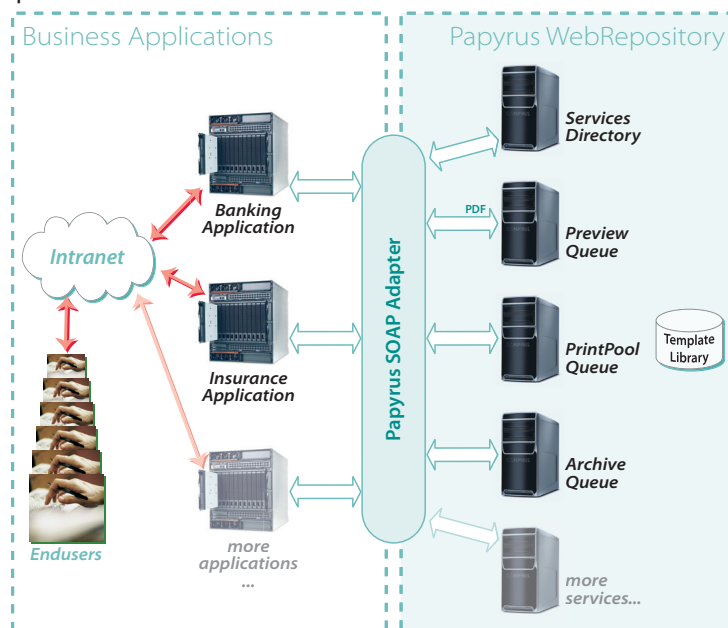 Business Applications
Papyrus WebRepository
Services
Directory
Banking
Application
PDF
Preview
Queue
Intranet
Papyrus SOAP Adapter
PrintPool
Queue
Template
Library
Insurance
Application
Archive
Queue
Endusers
more
applications
...
more
services...